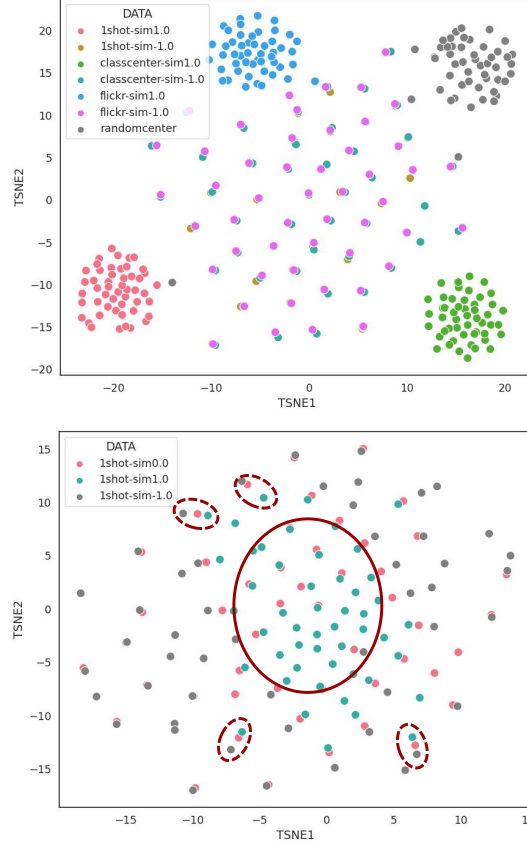 DATA
1shot-sim1.0
1shot-sim-1.0
classcenter-sim1.0
classcenter-sim-1.0
flickr-sim1.0
flickr-sim-1.0
randomcenter
20
15
10
5
0
−5
−10
−15
−20
TSNE2
−20
−10
0
10
20
TSNE1
DATA
1shot-sim0.0
1shot-sim1.0
1shot-sim-1.0
15
10
5
0
−5
−10
−15
TSNE2
−15
−10
−5
0
5
10
TSNE1